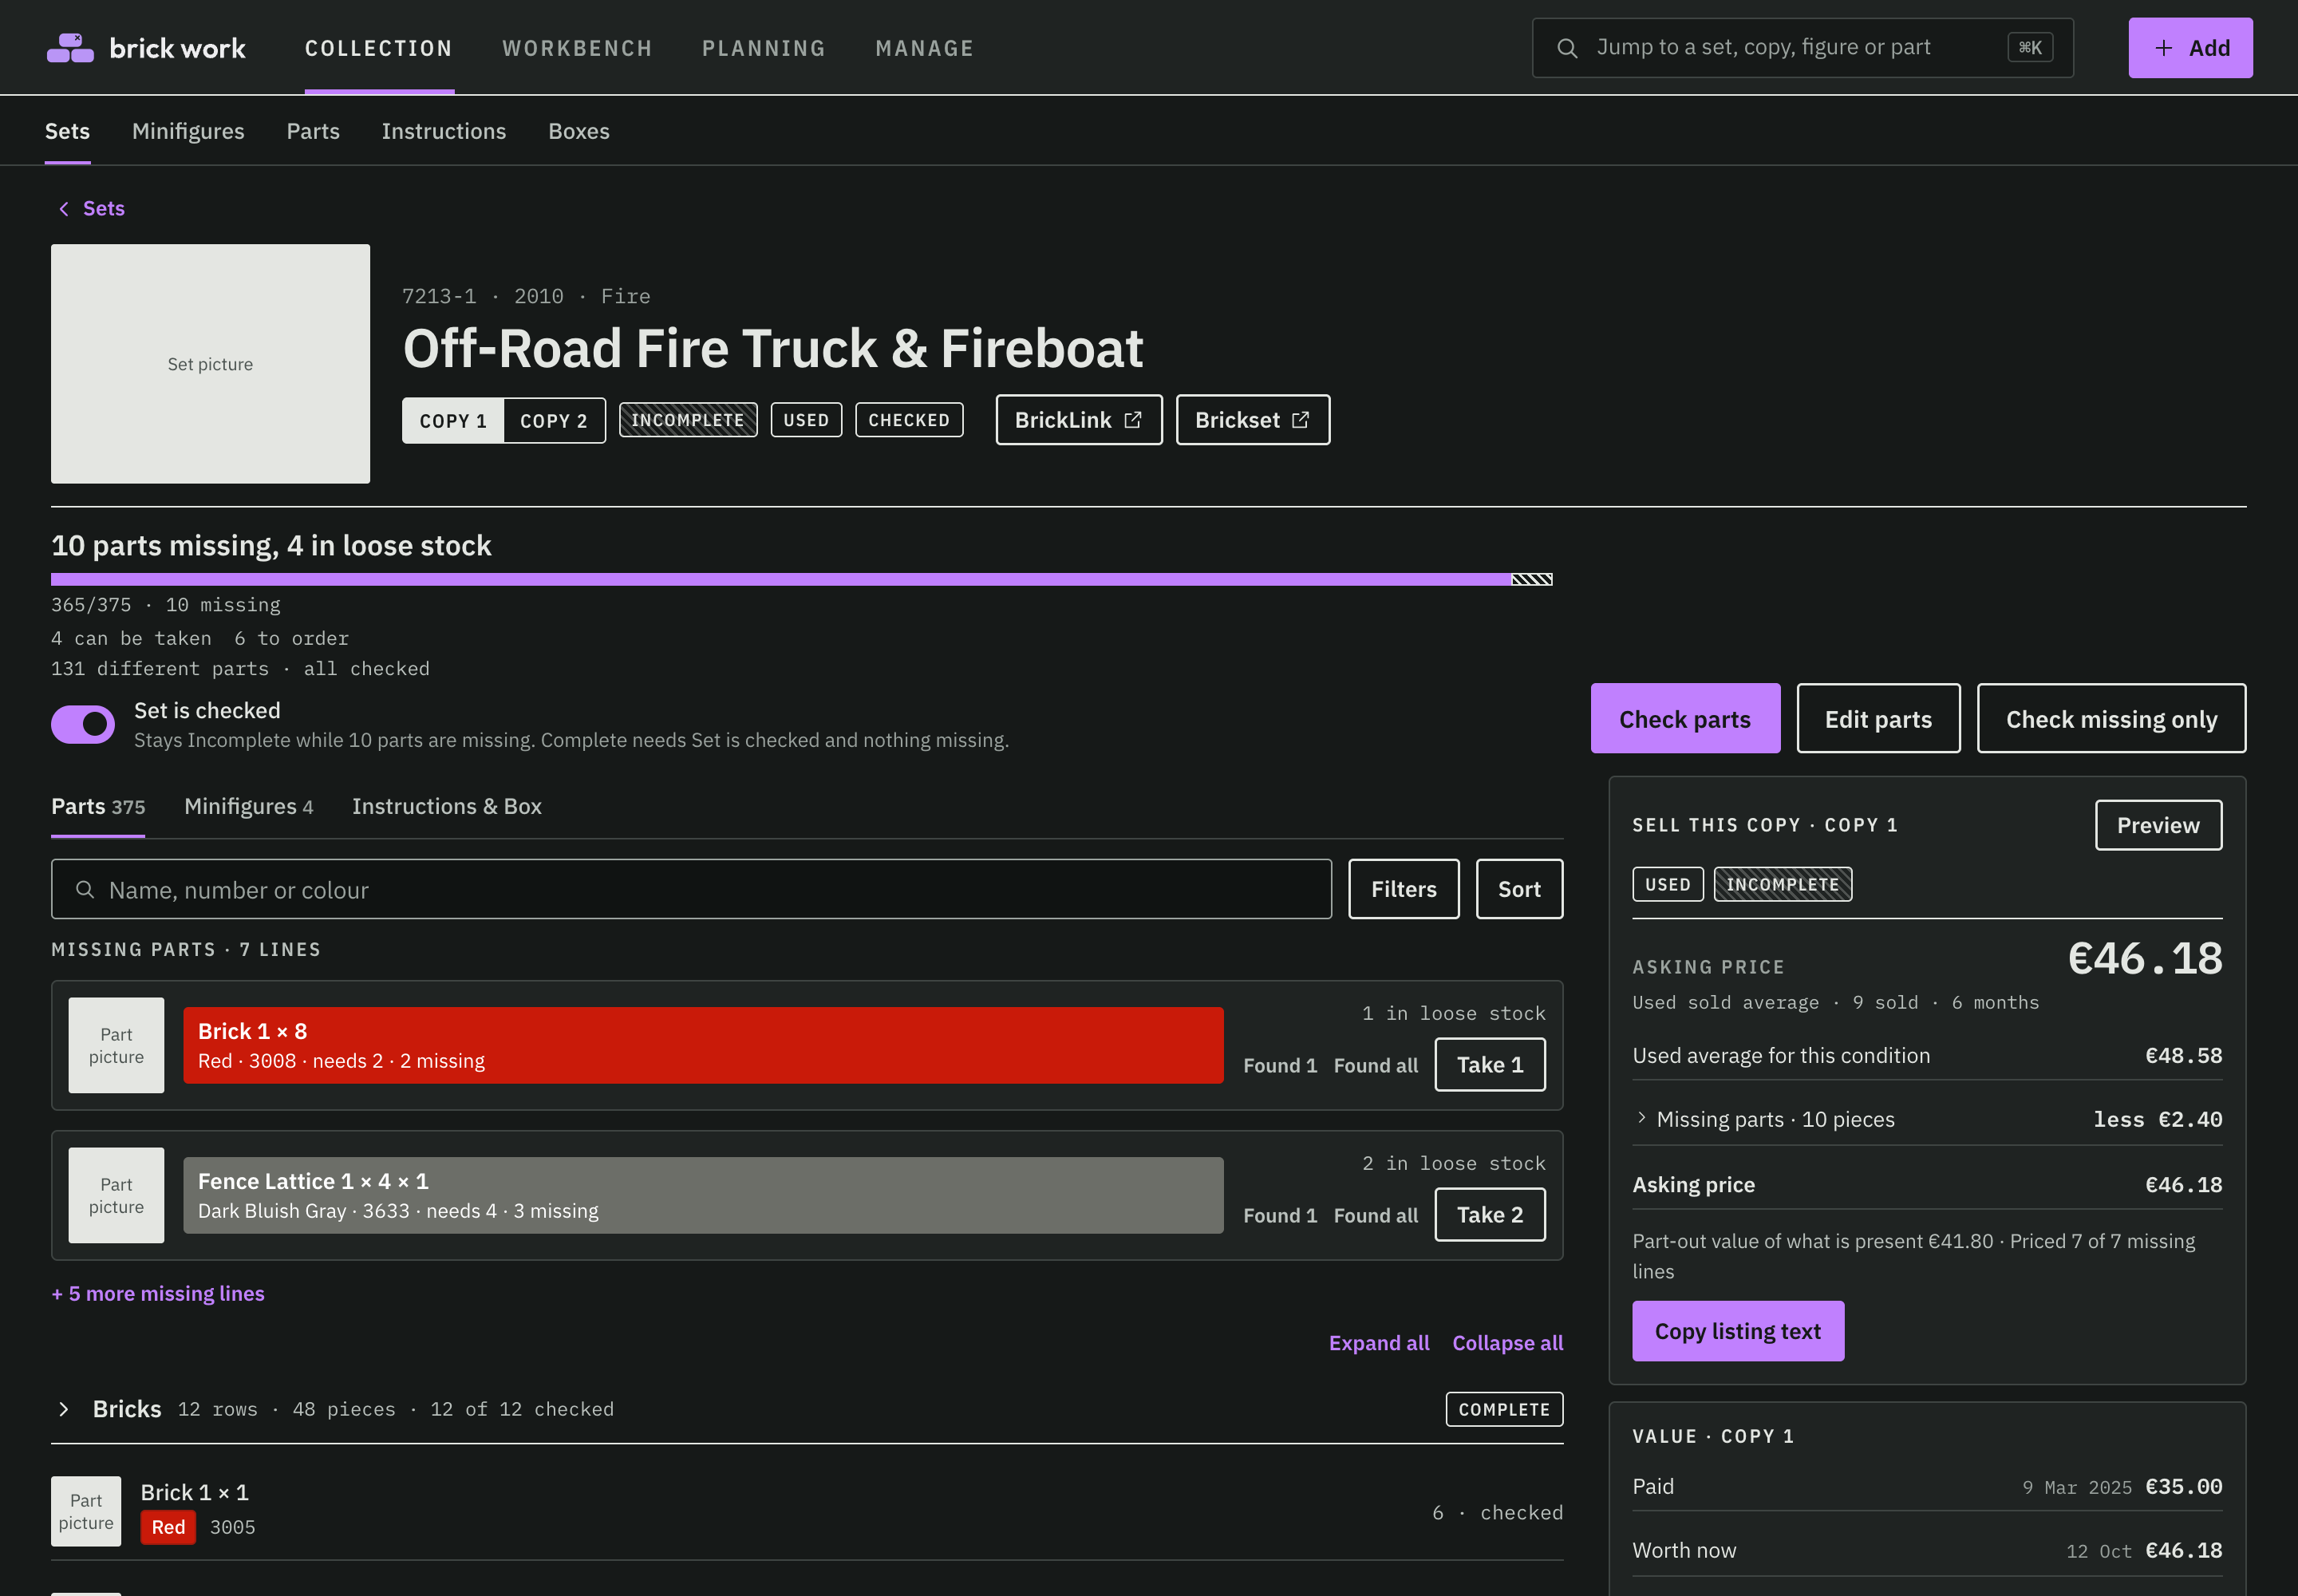 brick work
COLLECTION
WORKBENCH
PLANNING
MANAGE
Jump to a set, copy, figure or part
⌘K
+ Add
Sets
Minifigures
Parts
Instructions
Boxes
Sets
Set picture
7213-1 · 2010 · Fire
Off-Road Fire Truck & Fireboat
COPY 1
COPY 2
INCOMPLETE
USED
CHECKED
BrickLink
Brickset
10 parts missing, 4 in loose stock
365/375 · 10 missing
4 can be taken 6 to order
131 different parts · all checked
Set is checked
Stays Incomplete while 10 parts are missing. Complete needs Set is checked and nothing missing.
Check parts
Edit parts
Check missing only
Parts 375
Minifigures 4
Instructions & Box
Name, number or colour
Filters
Sort
MISSING PARTS · 7 LINES
Part
picture
Brick 1 × 8
Red · 3008 · needs 2 · 2 missing
1 in loose stock
Found 1
Found all
Take 1
Part
picture
Fence Lattice 1 × 4 × 1
Dark Bluish Gray · 3633 · needs 4 · 3 missing
2 in loose stock
Found 1
Found all
Take 2
+ 5 more missing lines
Expand all
Collapse all
Bricks 12 rows · 48 pieces · 12 of 12 checked
COMPLETE
Part
picture
Brick 1 × 1
Red 3005
6 · checked
SELL THIS COPY · COPY 1
Preview
USED
INCOMPLETE
ASKING PRICE
€46.18
Used sold average · 9 sold · 6 months
Used average for this condition €48.58
Missing parts · 10 pieces less €2.40
Asking price €46.18
Part-out value of what is present €41.80 · Priced 7 of 7 missing
lines
Copy listing text
VALUE · COPY 1
Paid 9 Mar 2025 €35.00
Worth now 12 Oct €46.18